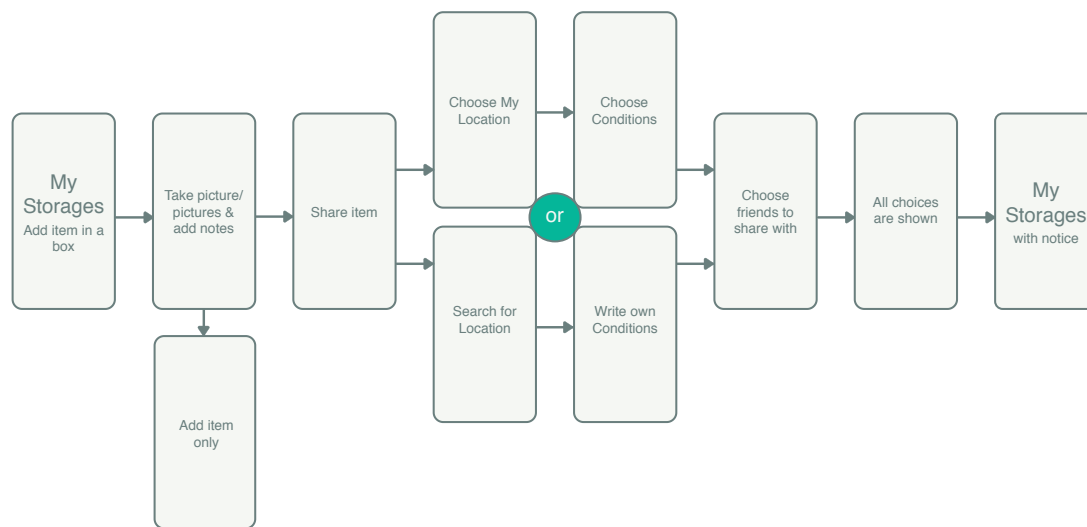 My
Storages
Add item in a
box
Take picture/
pictures &
add notes
Add item
only
Share item
Choose My
Location
Choose
Conditions
or
Search for
Location
Write own
Conditions
Choose
friends to
share with
All choices
are shown
My
Storages
with notice